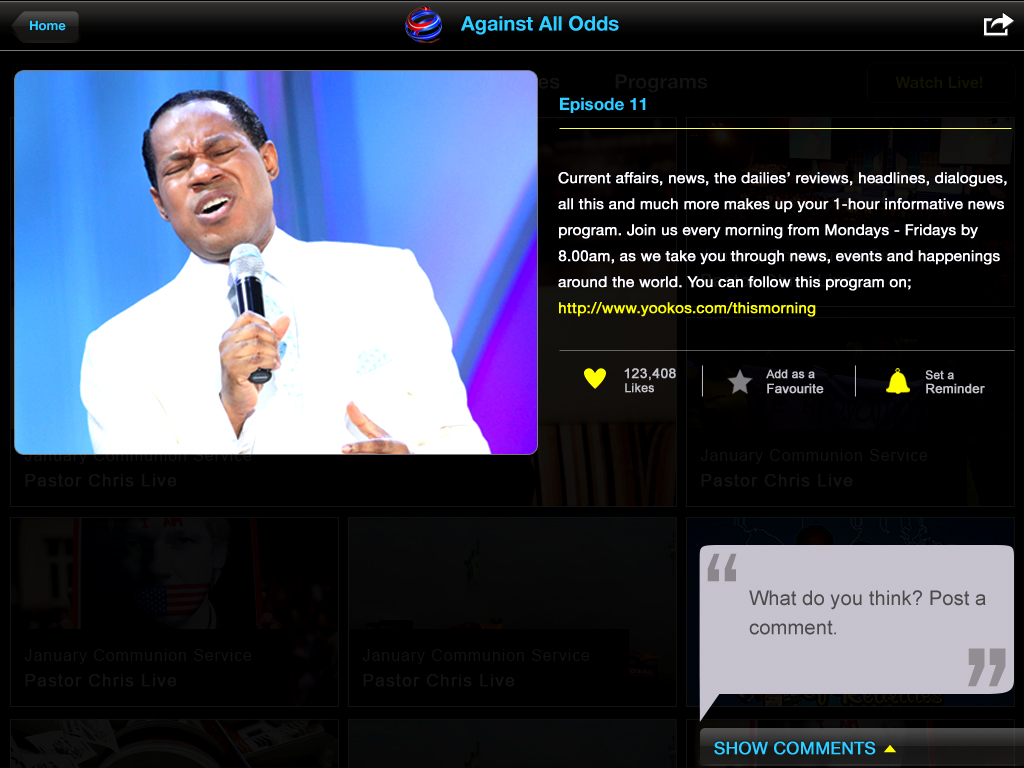 Home
Against All Odds
Programs
Watch Live!
Episode 11
Current affairs, news, the dailies’ reviews, headlines, dialogues,
all this and much more makes up your 1-hour informative news
program. Join us every morning from Mondays - Fridays by
8.00am, as we take you through news, events and happenings
around the world. You can follow this program on;
http://www.yookos.com/thismorning
123,408
Likes
Add as a
Favourite
Set a
Reminder
January Communion Service
Pastor Chris Live
January Communion Service
Pastor Chris Live
I AM
January Communion Service
Pastor Chris Live
January Communion Service
Pastor Chris Live
“
What do you think? Post a
comment.
”
SHOW COMMENTS